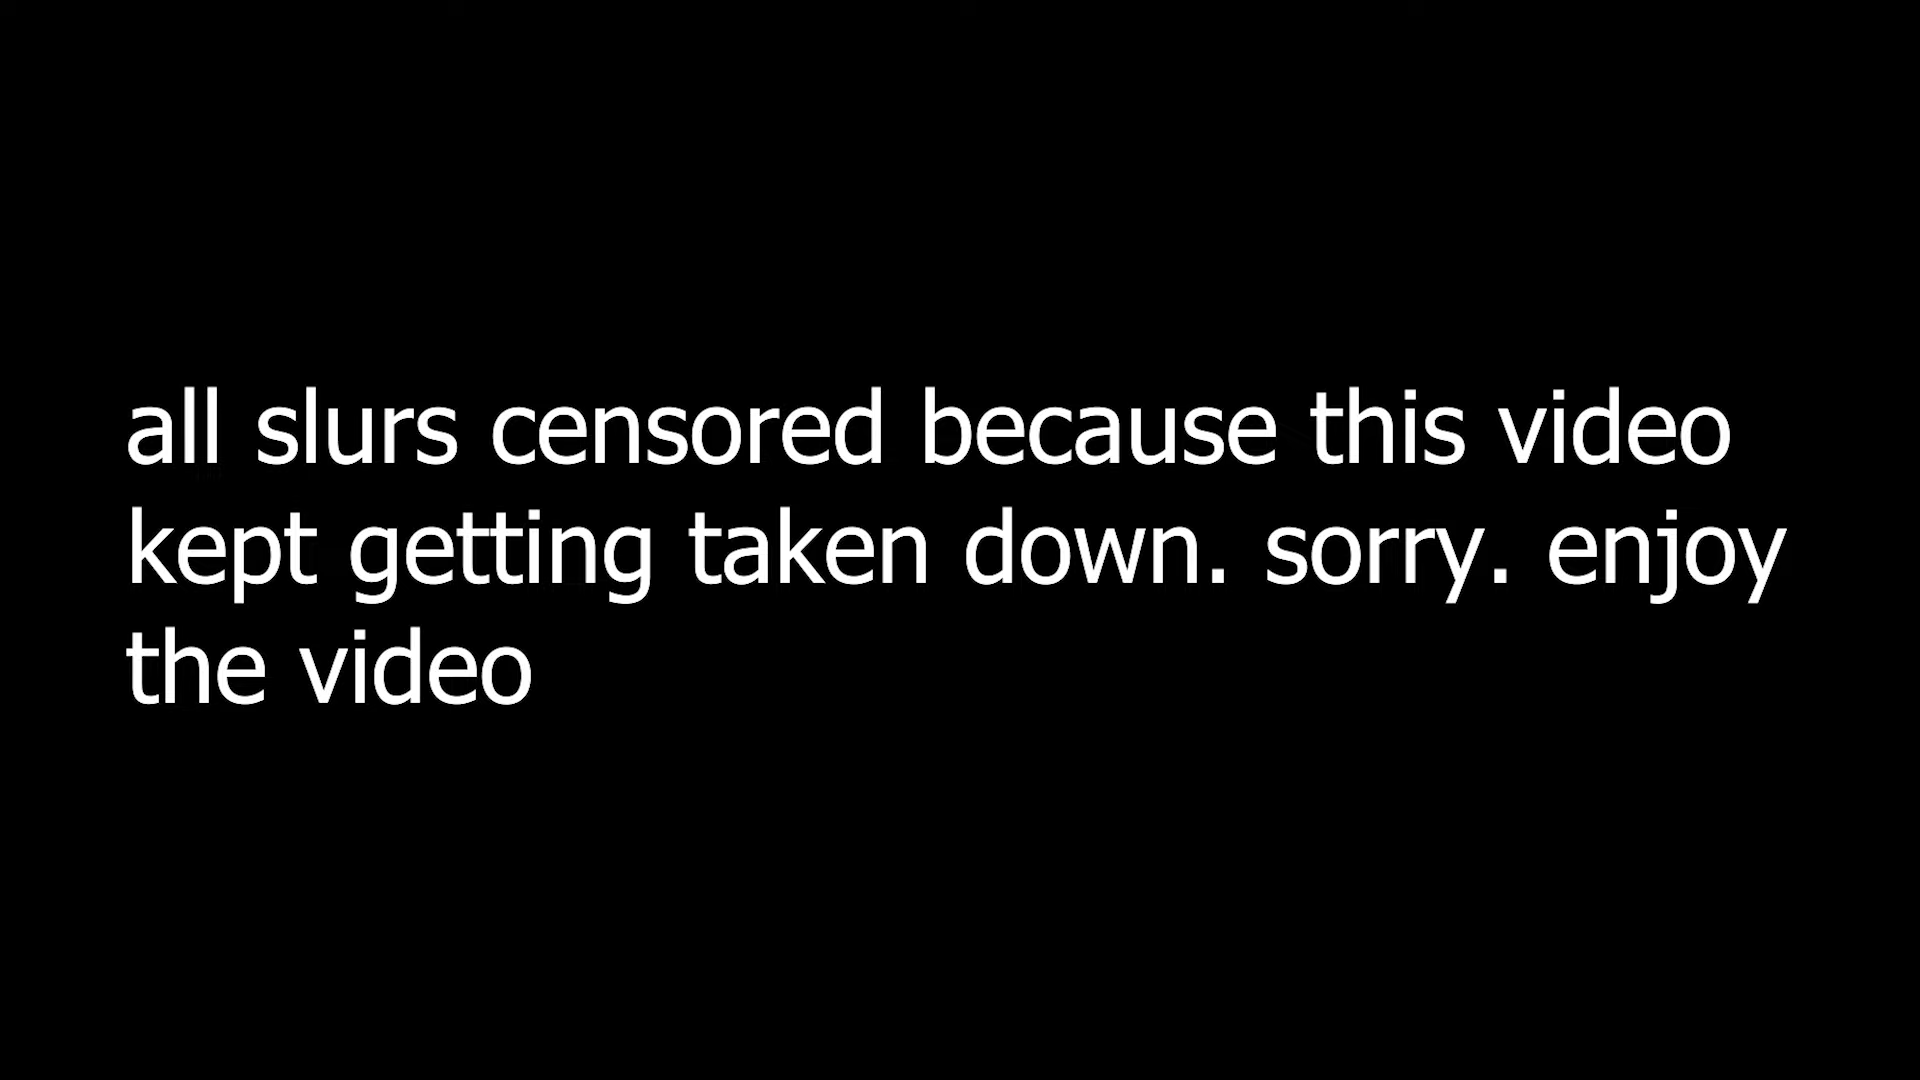 all slurs censored because this video
kept getting taken down. sorry. enjoy
the video